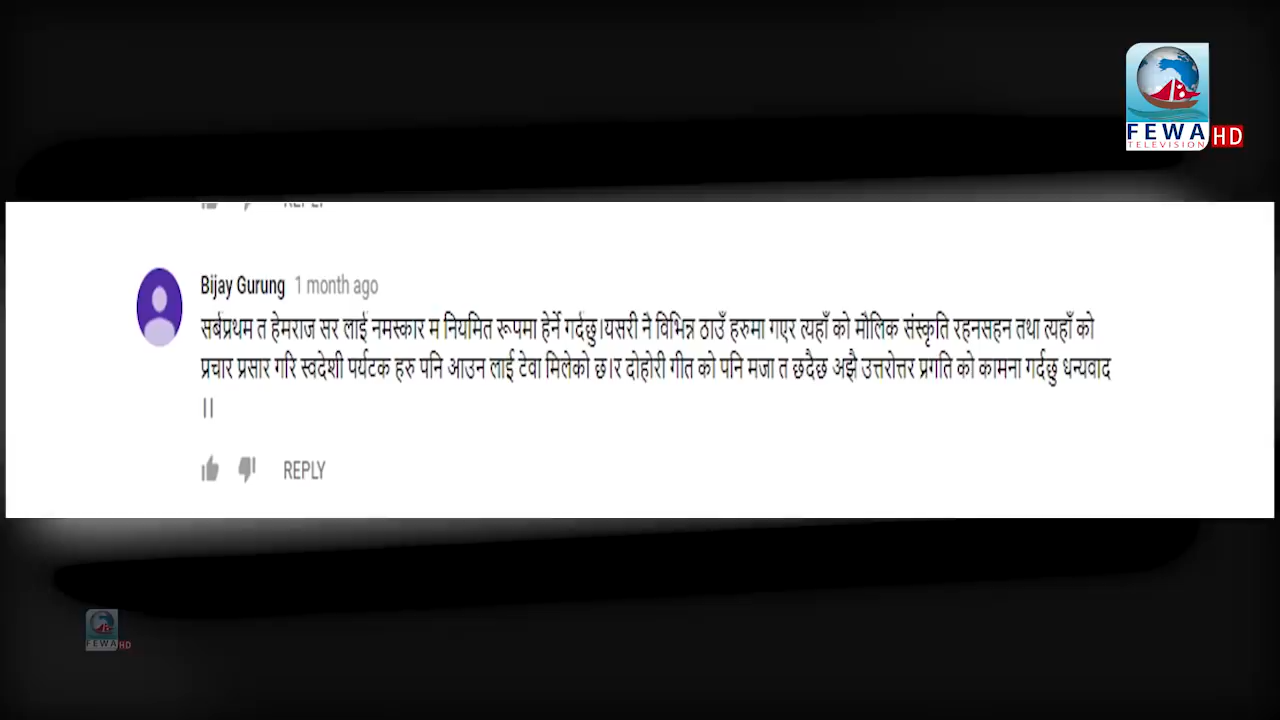 FEWA HD
TELEVISION
Bijay Gurung 1 month ago
सर्बप्रथम त हेमराज सर लाई नमस्कार म नियमित रूपमा हेर्ने गर्दछु।यसरी नै विभिन्न ठाउँ हरुमा गएर त्यहाँ को मौलिक संस्कृति रहनसहन तथा त्यहाँ को
प्रचार प्रसार गरि स्वदेशी पर्यटक हरु पनि आउन लाई टेवा मिलेको छ।र दोहोरी गीत को पनि मजा त छदैछ अझै उत्तरोत्तर प्रगति को कामना गर्दछु धन्यवाद
।।
REPLY
FEWA HD